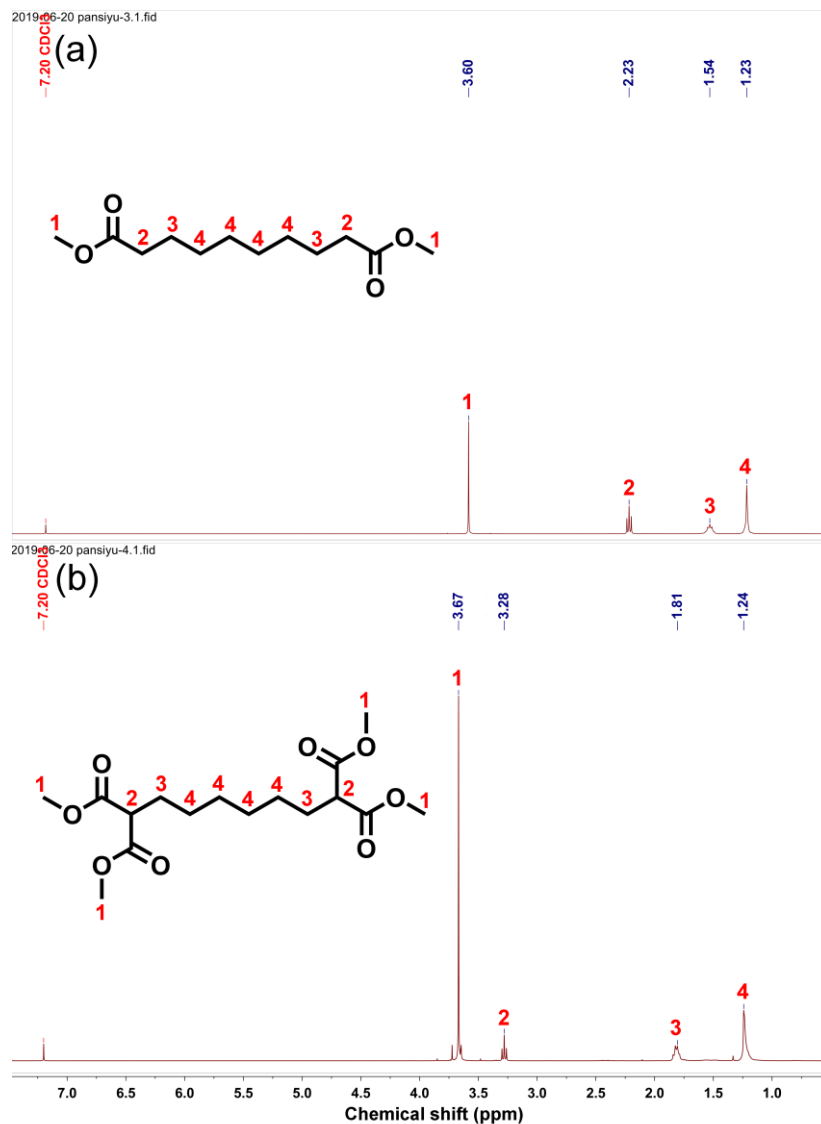 2019-06-20 pansiyu-3.1.fid
7.20 CDCl3
3.60
2.23
1.54
1.23
(a)
O
1 3 4 4 4 2
O 2 4 4 3 O 1
O
1
2
3
4
2019-06-20 pansiyu-4.1.fid
7.20 CDCl3
3.67
3.28
1.81
1.24
(b)
1
1
O O
O 3 4 4
1 O 2 4 4 3 2 O 1
O O O
1
2
3
4
7.0 6.5 6.0 5.5 5.0 4.5 4.0 3.5 3.0 2.5 2.0 1.5 1.0
Chemical shift (ppm)